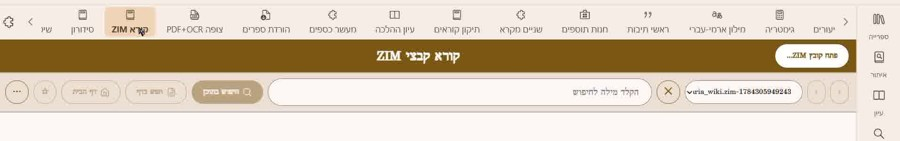 יעורים גימטריה מילון ארמי-עברי ראשי תיבות חנות תוספים שניים מקרא תיקון קוראים עיון ההלכה מעשר כספים הורדת ספרים צופה PDF+OCR קורא ZIM סידורון שי
ספרייה
פתח קובץ ZIM... קורא קבצי ZIM
איתור
uria_wiki.zim-1784305949243 הקלד מילה לחיפוש חיפוש בתוכן חפש בדף דף הבית
עיון